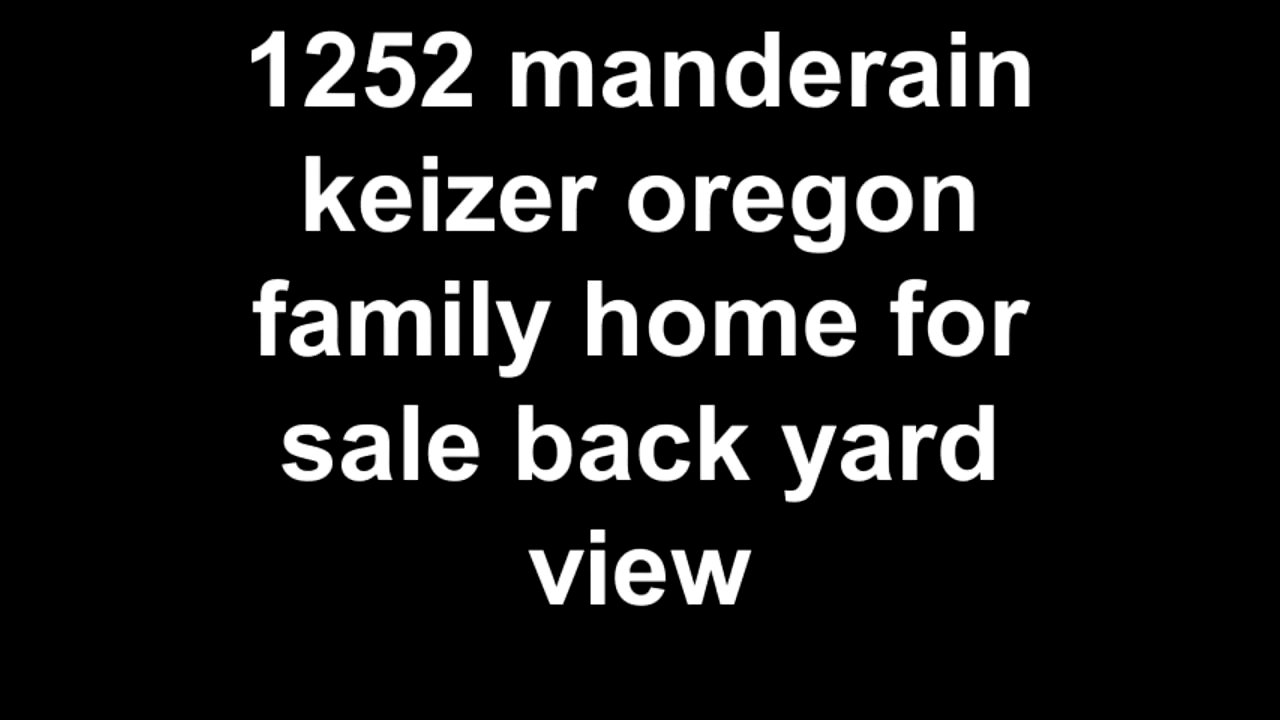 1252 manderain
keizer oregon
family home for
sale back yard
view